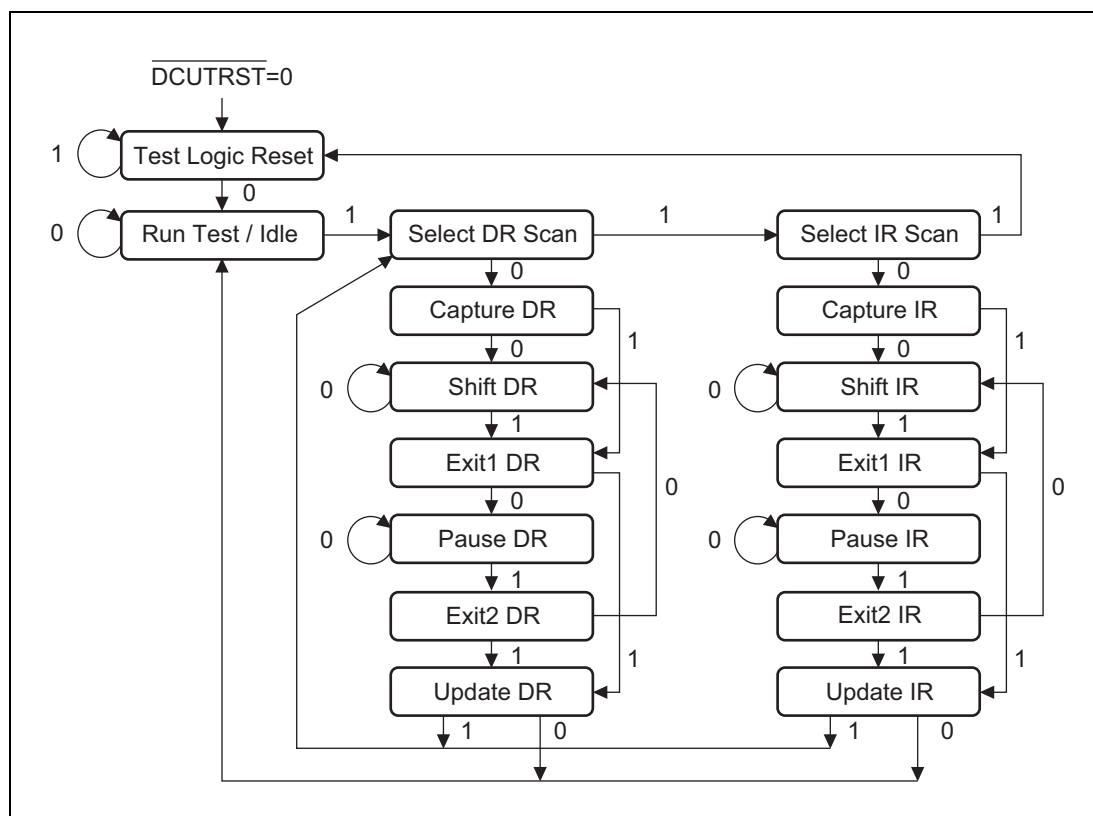 DCUTRST=0
1
Test Logic Reset
0
0
Run Test / Idle
1
Select DR Scan
1
Select IR Scan
1
0
0
Capture DR
1
Capture IR
1
0
0
0
Shift DR
0
Shift IR
1
1
Exit1 DR
0
Exit1 IR
0
0
0
0
Pause DR
0
Pause IR
1
1
Exit2 DR
Exit2 IR
1
1
1
1
Update DR
Update IR
1
0
1
0